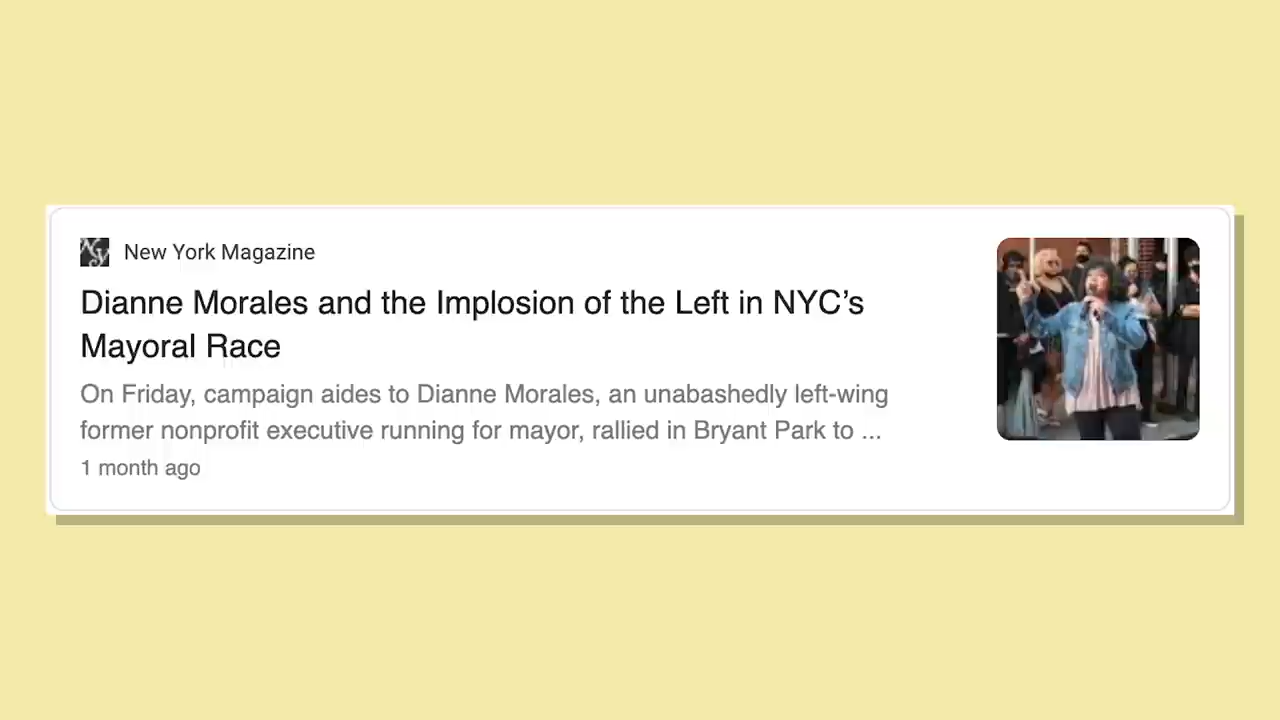 NY
New York Magazine
Dianne Morales and the Implosion of the Left in NYC’s
Mayoral Race
On Friday, campaign aides to Dianne Morales, an unabashedly left-wing
former nonprofit executive running for mayor, rallied in Bryant Park to ...
1 month ago